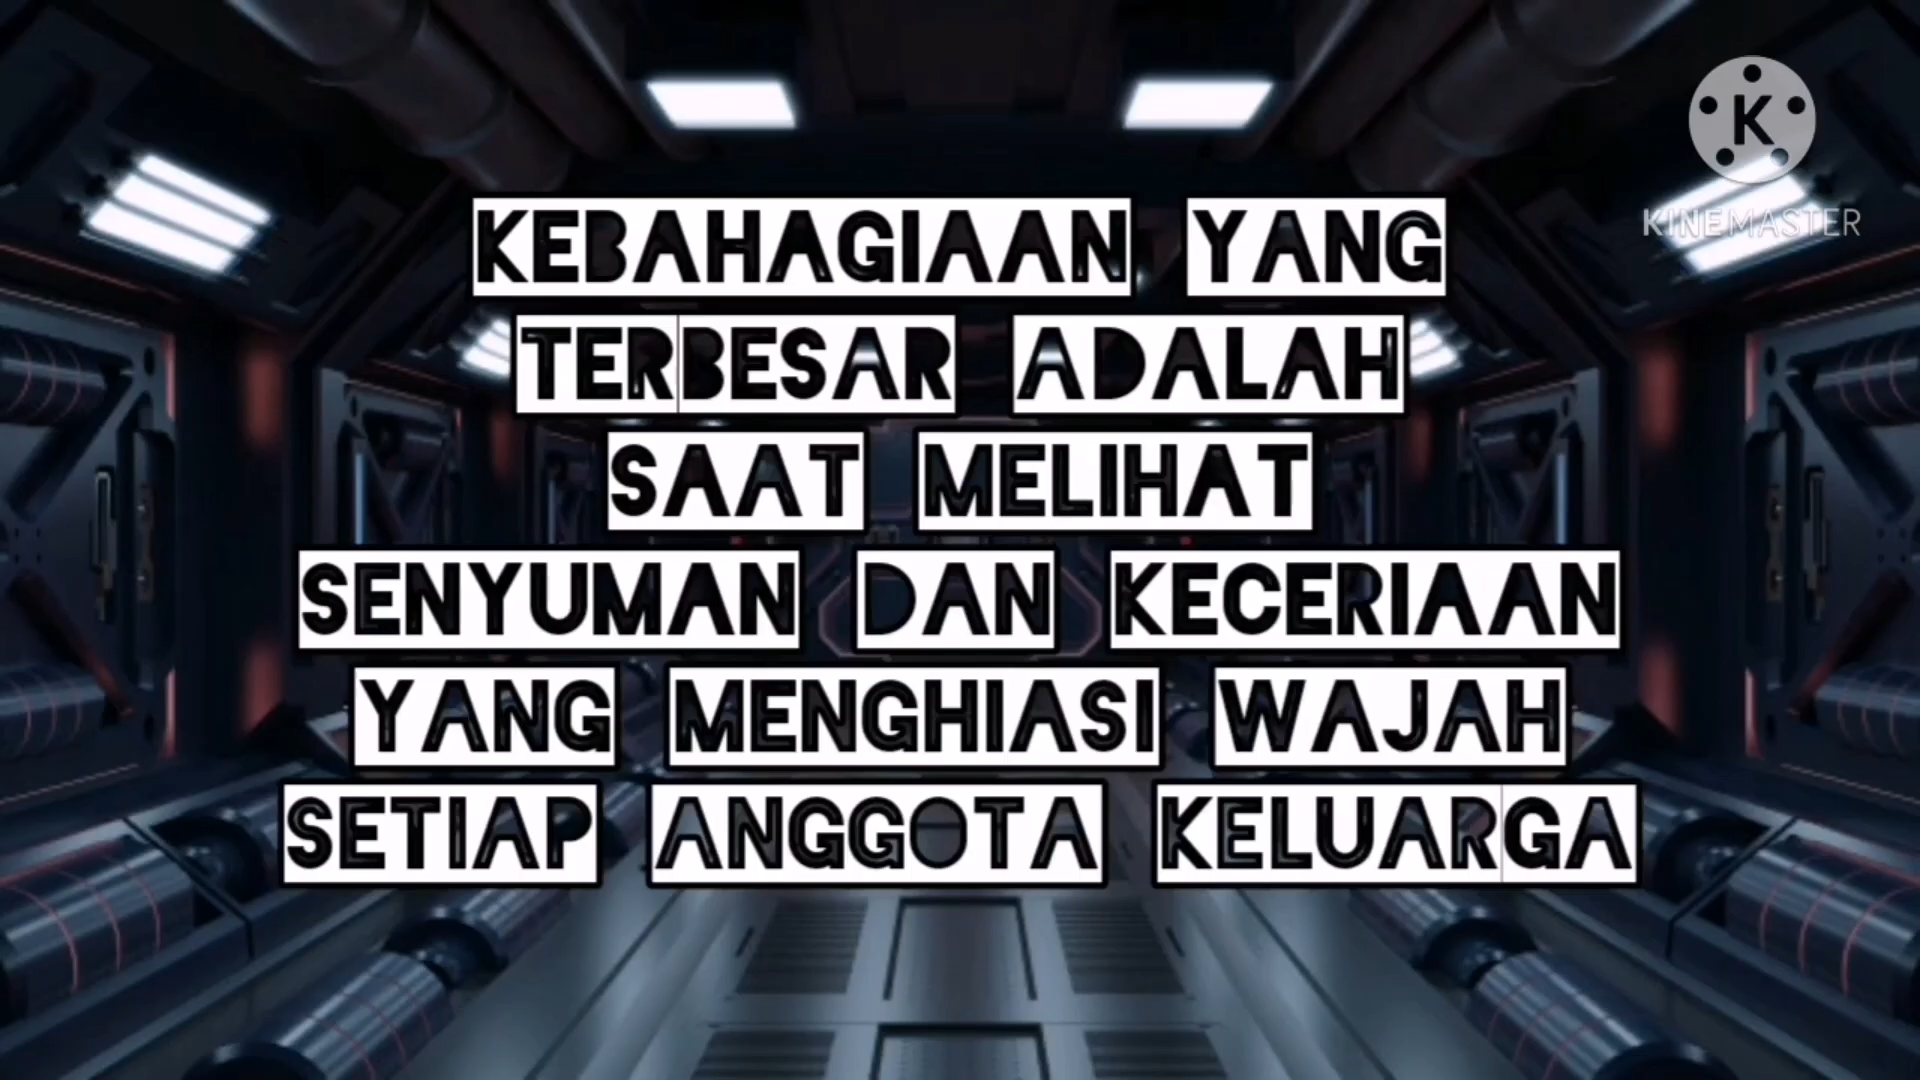 KEBAHAGIAAN YANG
TERBESAR ADALAH
SAAT MELIHAT
SENYUMAN DAN KECERIAAN
YANG MENGHIASI WAJAH
SETIAP ANGGOTA KELUARGA
K
KINEMASTER